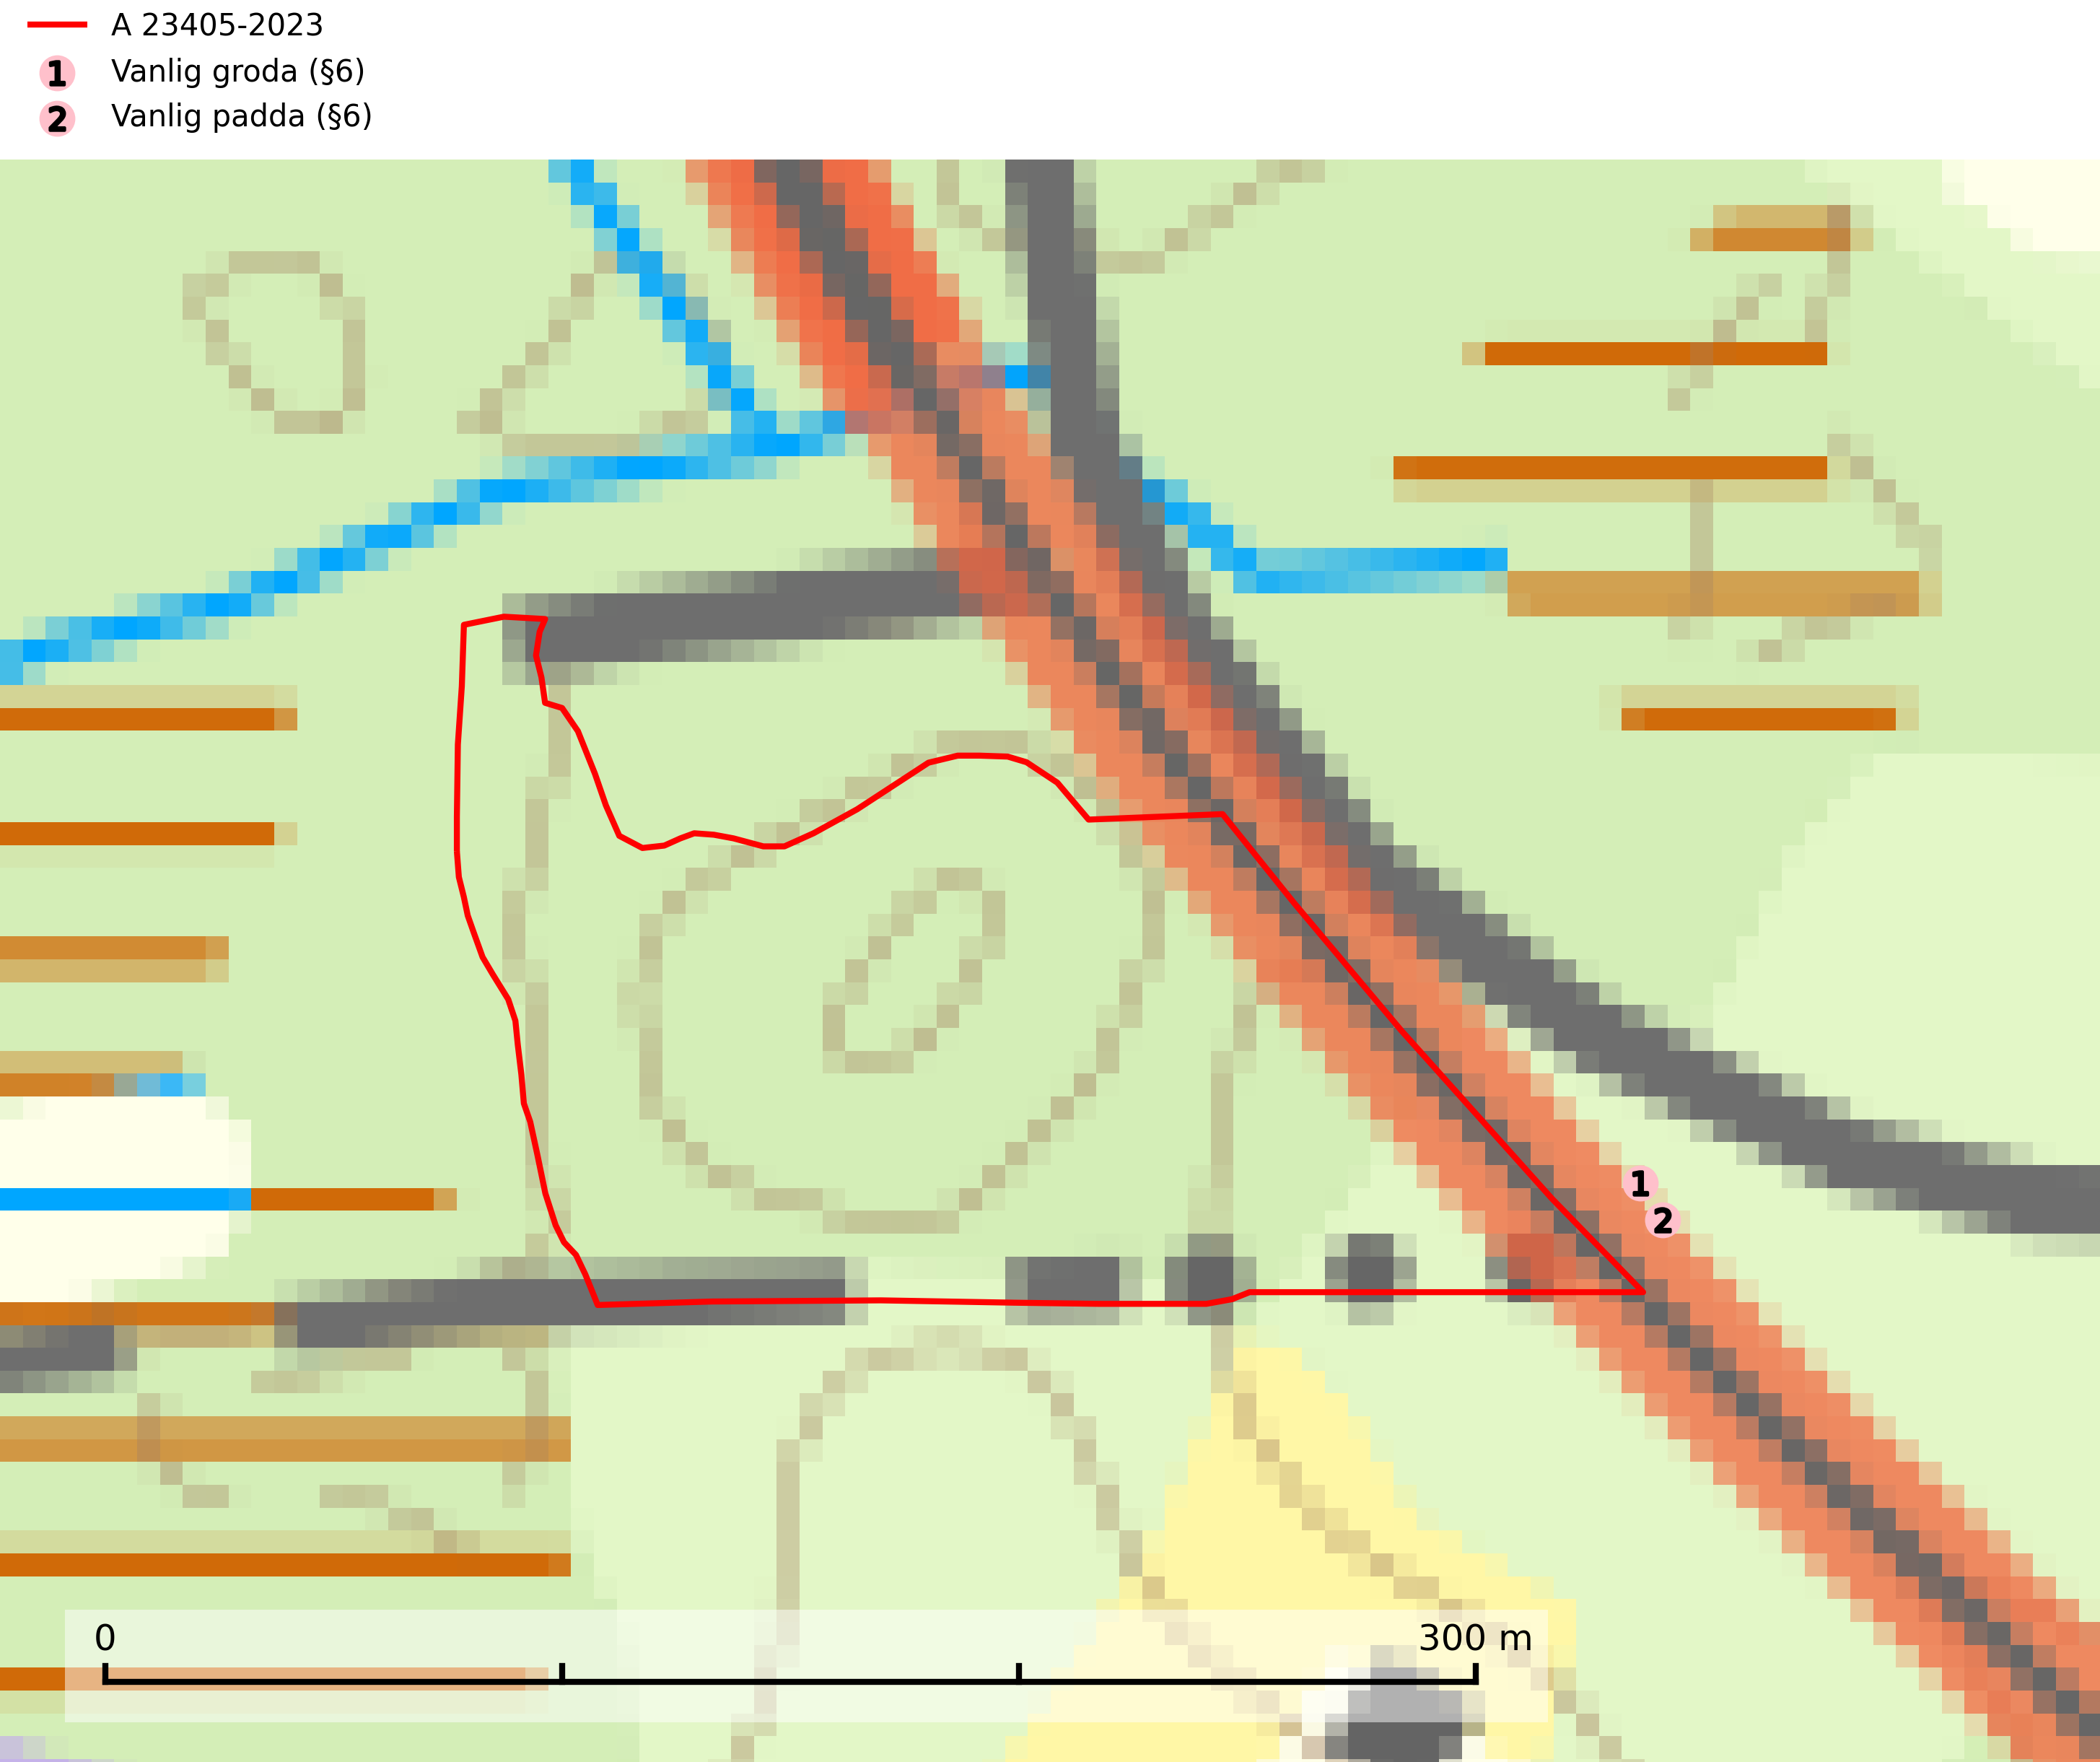 A 23405-2023
1 Vanlig groda (§6)
2 Vanlig padda (§6)
1
2
0 300 m